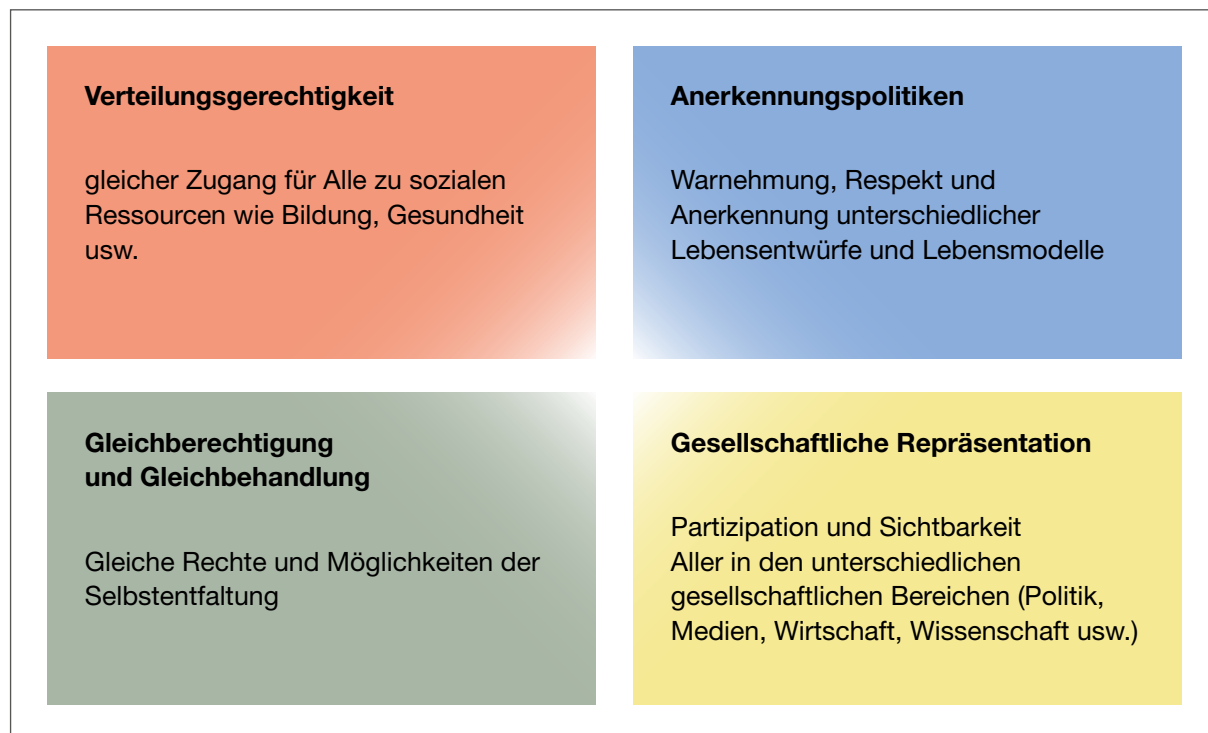 Verteilungsgerechtigkeit
gleicher Zugang für Alle zu sozialen
Ressourcen wie Bildung, Gesundheit
usw.
Anerkennungspolitiken
Warnehmung, Respekt und
Anerkennung unterschiedlicher
Lebensentwürfe und Lebensmodelle
Gleichberechtigung
und Gleichbehandlung
Gleiche Rechte und Möglichkeiten der
Selbstentfaltung
Gesellschaftliche Repräsentation
Partizipation und Sichtbarkeit
Aller in den unterschiedlichen
gesellschaftlichen Bereichen (Politik,
Medien, Wirtschaft, Wissenschaft usw.)